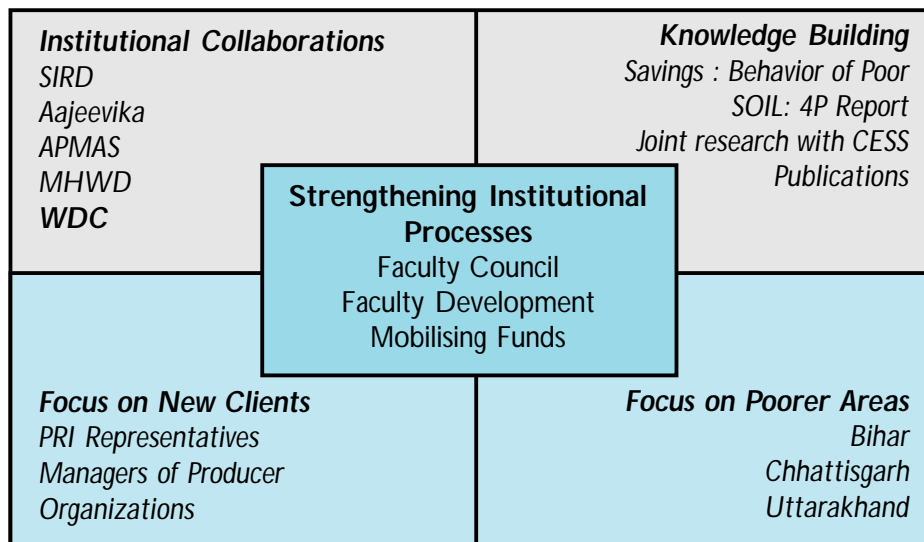 Institutional Collaborations
SIRD
Aajeevika
APMAS
MHWD
WDC
Knowledge Building
Savings : Behavior of Poor
SOIL: 4P Report
Joint research with CESS
Publications
Strengthening Institutional
Processes
Faculty Council
Faculty Development
Mobilising Funds
Focus on New Clients
PRI Representatives
Managers of Producer
Organizations
Focus on Poorer Areas
Bihar
Chhattisgarh
Uttarakhand